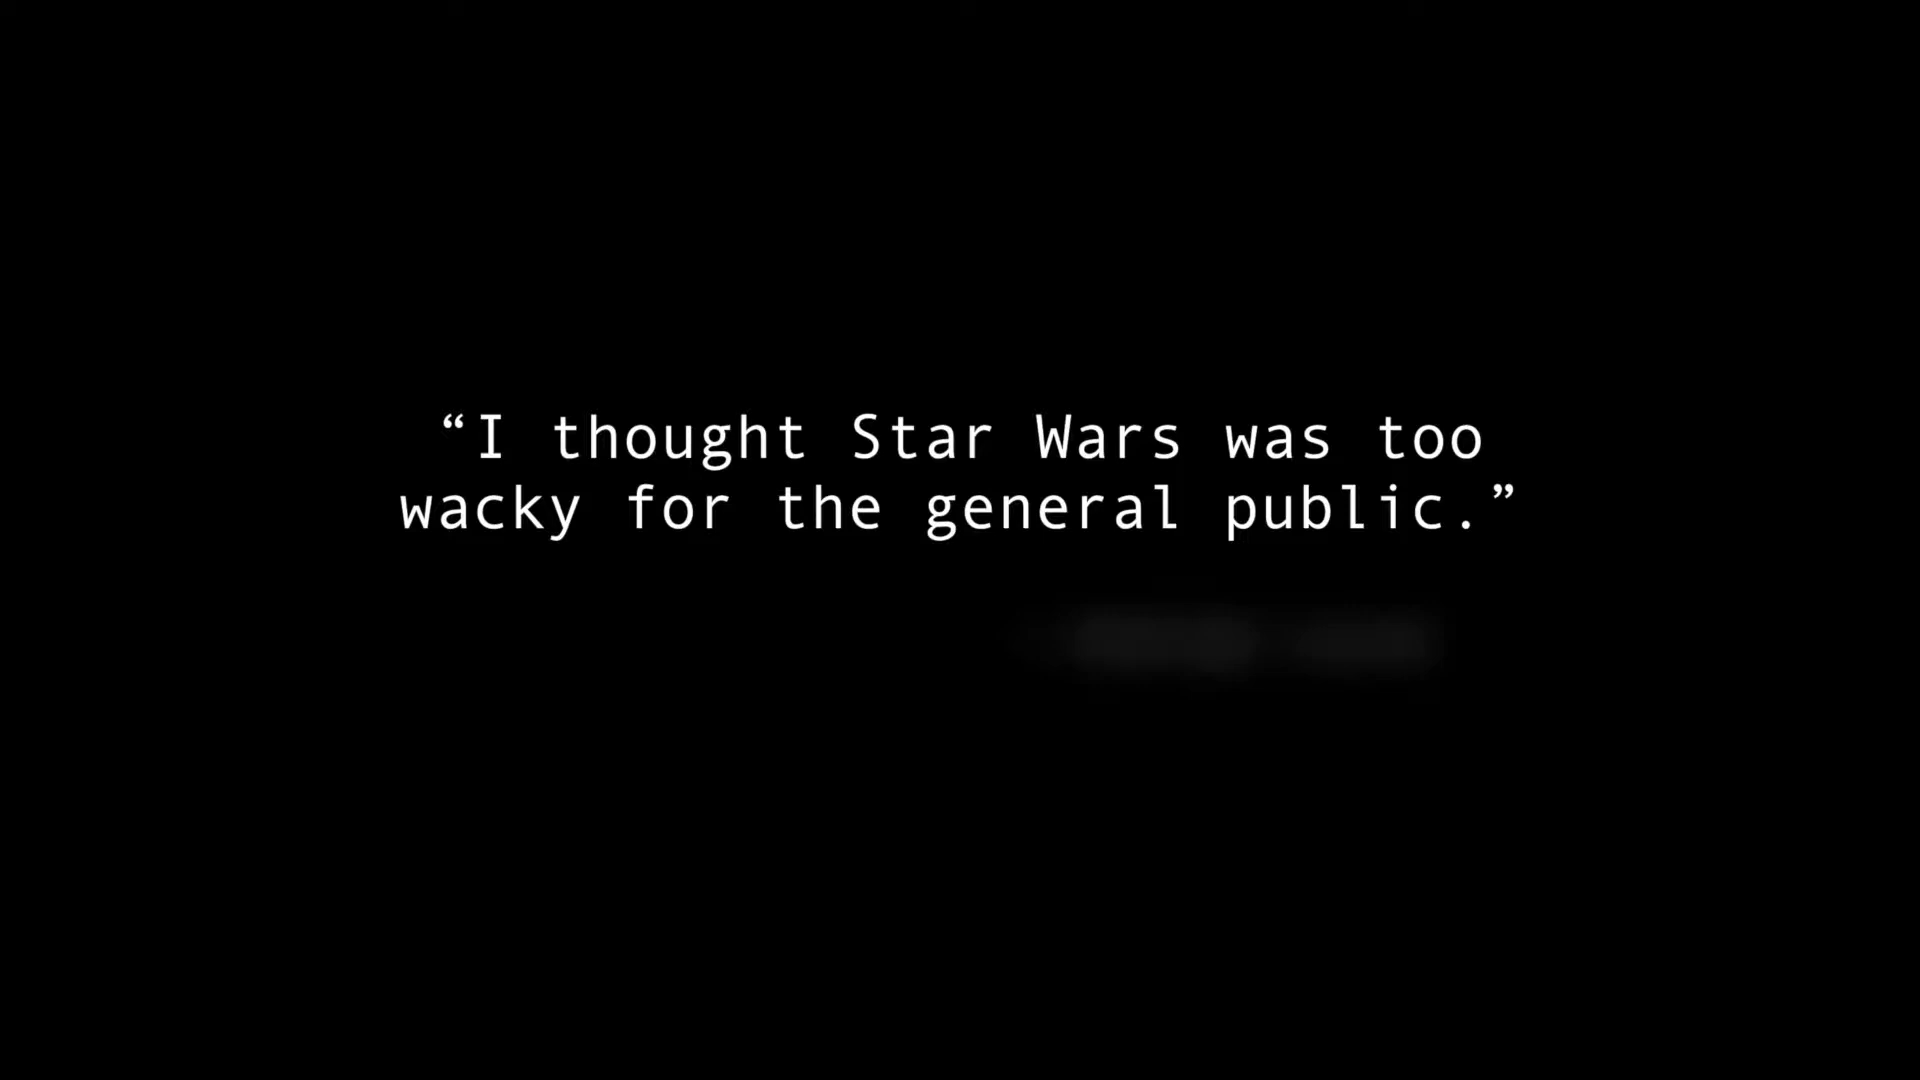 “I thought Star Wars was too
wacky for the general public.”